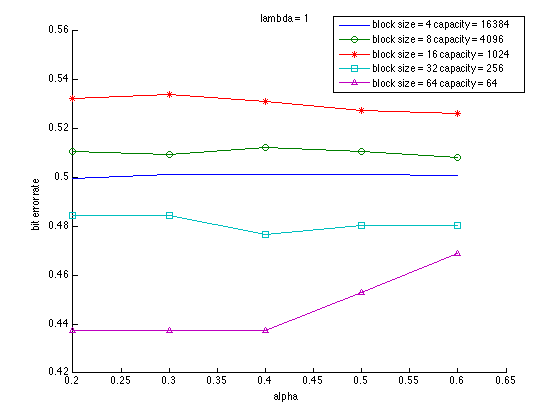 lambda = 1
block size = 4 capacity = 16384
block size = 8 capacity = 4096
block size = 16 capacity = 1024
block size = 32 capacity = 256
block size = 64 capacity = 64
0.56
0.54
0.52
0.5
0.48
0.46
0.44
0.42
bit error rate
0.2 0.25 0.3 0.35 0.4 0.45 0.5 0.55 0.6 0.65
alpha